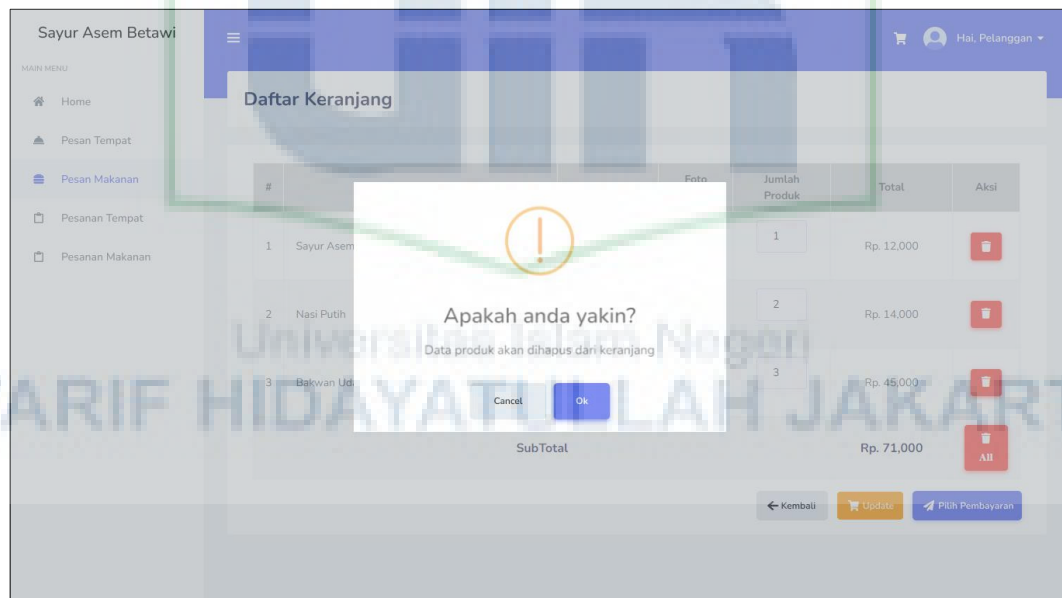 Sayur Asem Betawi
Hai, Pelanggan
MAIN MENU
Home
Pesan Tempat
Pesan Makanan
Pesanan Tempat
Pesanan Makanan
Daftar Keranjang
# Foto Jumlah Produk Total Aksi
1 Sayur Asem 1 Rp. 12,000
2 Nasi Putih 2 Rp. 14,000
3 Bakwan Ud 3 Rp. 45,000
SubTotal Rp. 71,000 All
Kembali Update Pilih Pembayaran
Apakah anda yakin?
Data produk akan dihapus dari keranjang
Cancel Ok
uin
Universitas Islam Negeri
ARIF HIDAYATULLAH JAKART